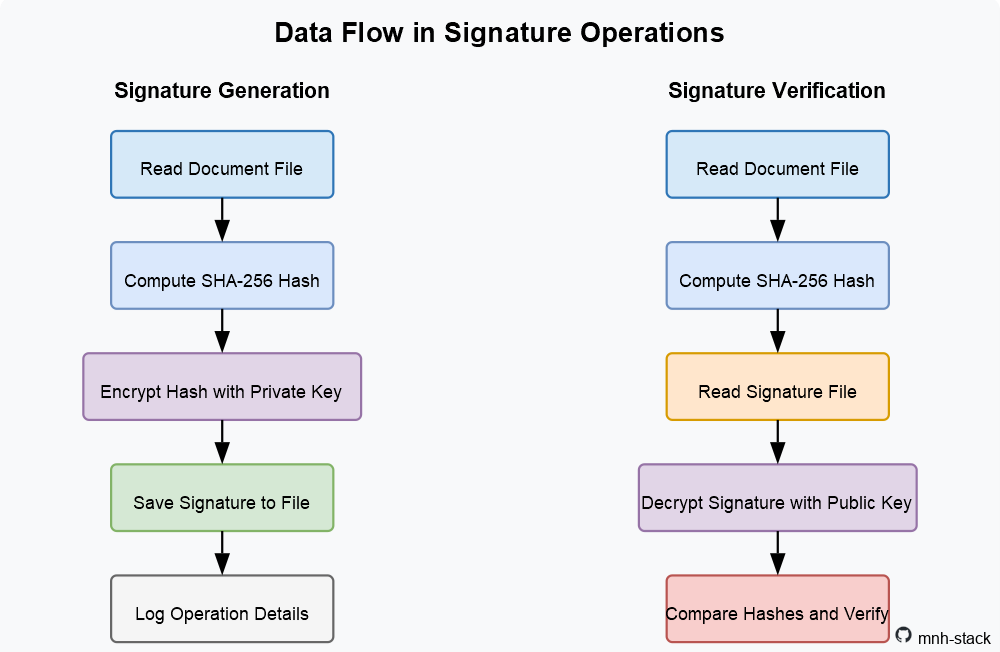 Data Flow in Signature Operations
Signature Generation
Read Document File
Compute SHA-256 Hash
Encrypt Hash with Private Key
Save Signature to File
Log Operation Details
Signature Verification
Read Document File
Compute SHA-256 Hash
Read Signature File
Decrypt Signature with Public Key
Compare Hashes and Verify
mnh-stack